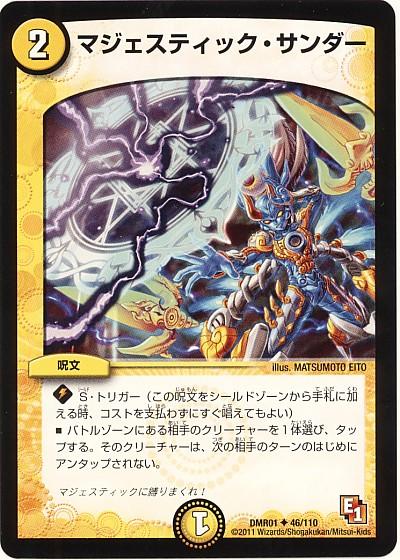 2
マジェスティック・サンダー
illus. MATSUMOTO EITO
呪文
S・トリガー（この呪文をシールドゾーンから手札に加
える時、コストを支払わずにすぐ唱えてもよい）
■ バトルゾーンにある相手のクリーチャーを１体選び、タッ
プする。そのクリーチャーは、次の相手のターンのはじめに
アンタップされない。
マジェスティックに踊りまくれ！
1
DMR01 ◆ 46/110
©2011 Wizards/Shogakukan/Mitsui-Kids
E1